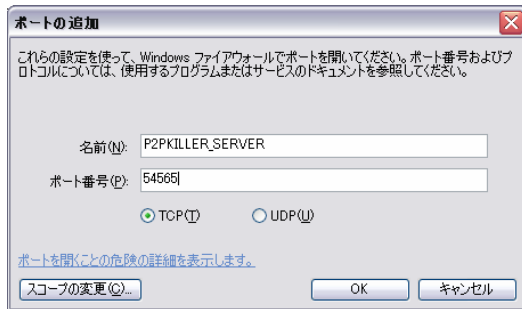 ポートの追加
これらの設定を使って、Windows ファイアウォールでポートを開いてください。ポート番号およびプ
ロトコルについては、使用するプログラムまたはサービスのドキュメントを参照してください。
名前(N): P2PKILLER_SERVER
ポート番号(P): 54565
TCP(T) UDP(U)
ポートを開くことの危険の詳細を表示します。
スコープの変更(C)... OK キャンセル